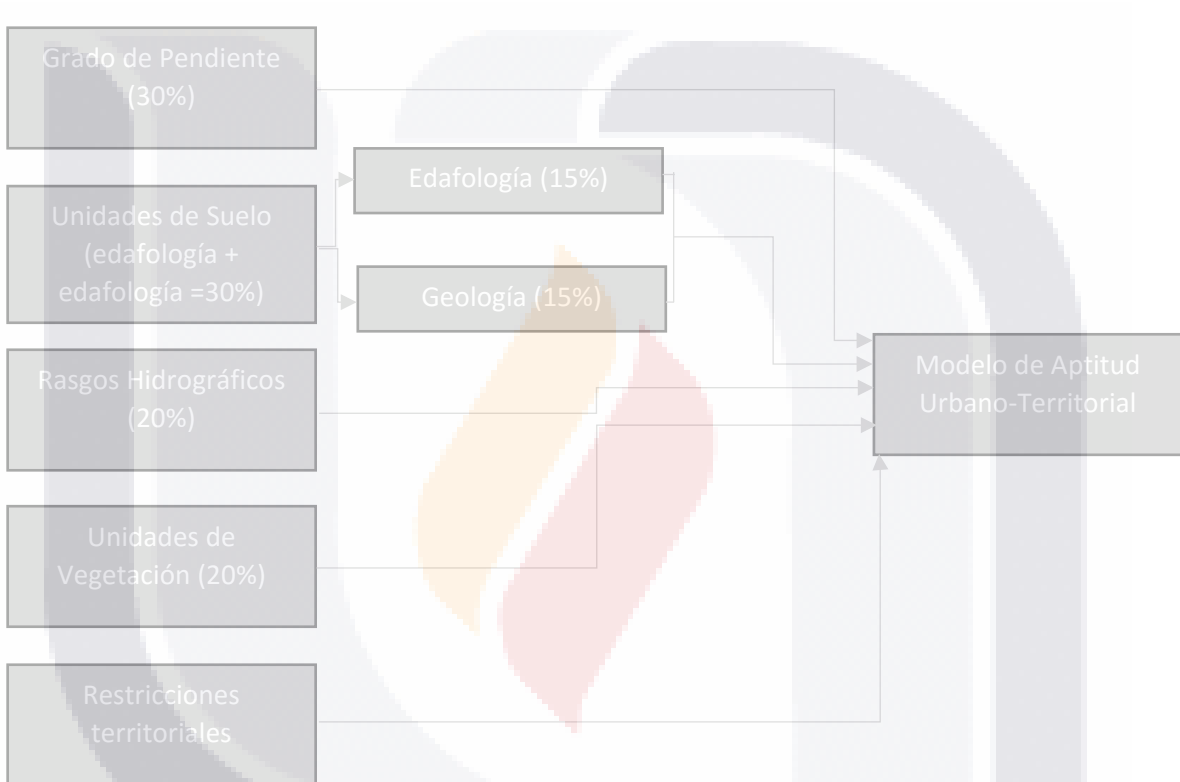 Grado de Pendiente
(30%)
Edafología (15%)
Unidades de Suelo
(edafología +
edafología =30%)
Geología (15%)
Rasgos Hidrográficos
(20%)
Modelo de Aptitud
Urbano-Territorial
Unidades de
Vegetación (20%)
Restricciones
territoriales